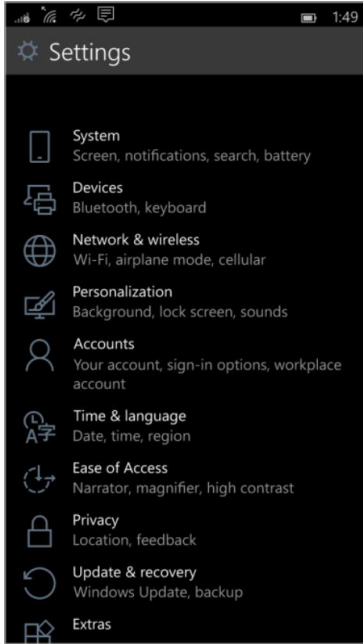 1:49
Settings
System
Screen, notifications, search, battery
Devices
Bluetooth, keyboard
Network & wireless
Wi-Fi, airplane mode, cellular
Personalization
Background, lock screen, sounds
Accounts
Your account, sign-in options, workplace
account
Time & language
Date, time, region
Ease of Access
Narrator, magnifier, high contrast
Privacy
Location, feedback
Update & recovery
Windows Update, backup
Extras